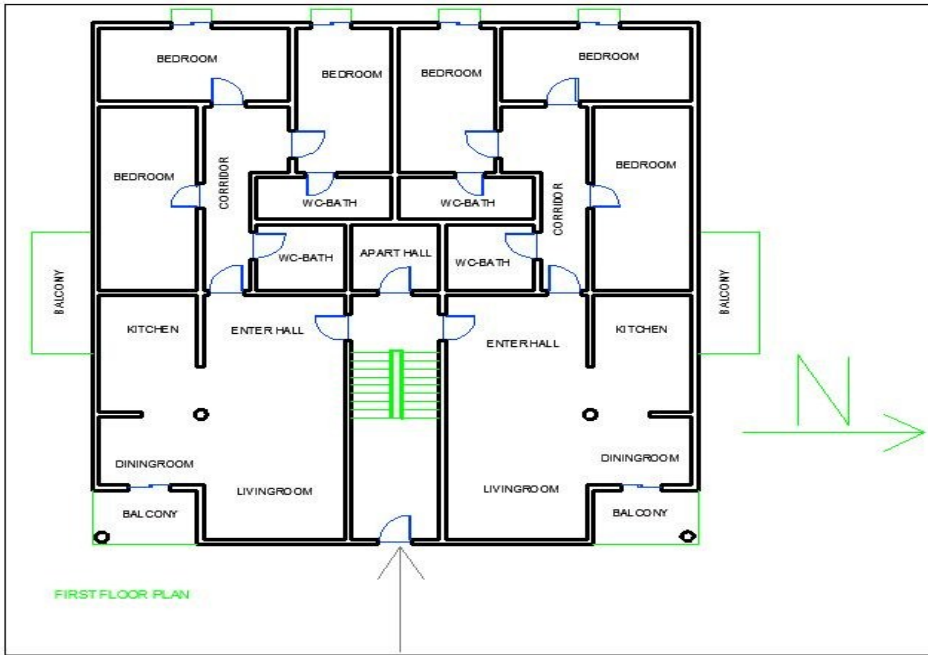 BEDROOM
BEDROOM
BEDROOM
BEDROOM
BEDROOM
CORRIDOR
WC-BATH
WC-BATH
CORRIDOR
BEDROOM
BALCONY
WC-BATH
APART HALL
WC-BATH
BALCONY
KITCHEN
ENTER HALL
ENTER HALL
KITCHEN
N
DININGROOM
LIVINGROOM
LIVINGROOM
DININGROOM
BALCONY
BALCONY
FIRST FLOOR PLAN